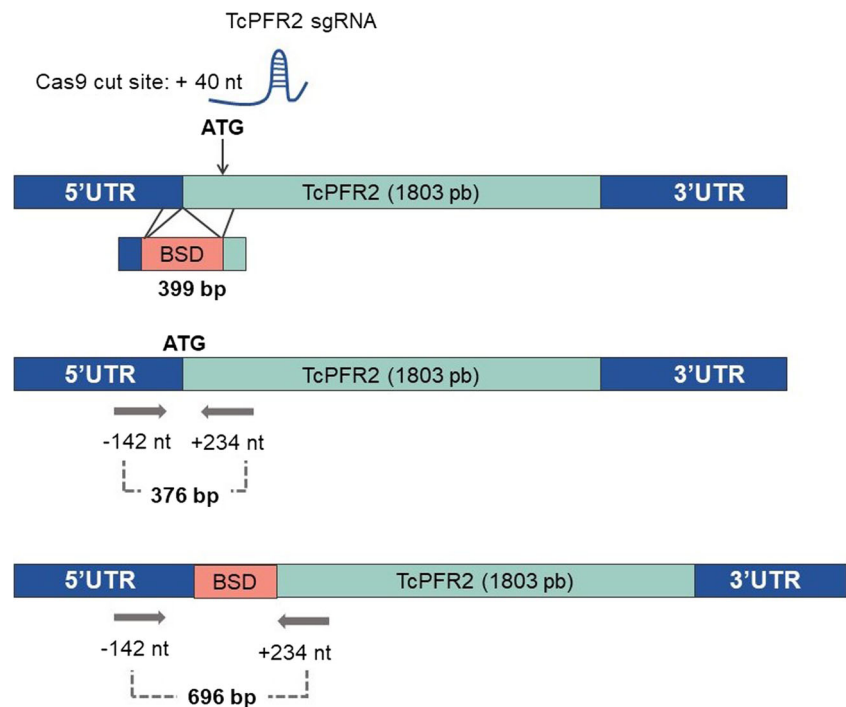 TcPFR2 sgRNA
Cas9 cut site: + 40 nt
ATG
5'UTR TcPFR2 (1803 pb) 3'UTR
BSD
399 bp
ATG
5'UTR TcPFR2 (1803 pb) 3'UTR
-142 nt +234 nt
376 bp
5'UTR BSD TcPFR2 (1803 pb) 3'UTR
-142 nt +234 nt
696 bp